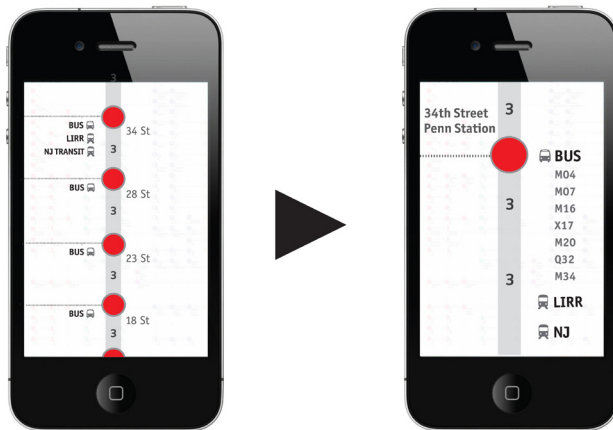 3
BUS
LIRR
NJ TRANSIT
34 St
3
BUS
28 St
3
BUS
23 St
3
BUS
18 St
3
34th Street
Penn Station
3
BUS
M04
M07
M16
X17
M20
Q32
M34
3
3
LIRR
NJ